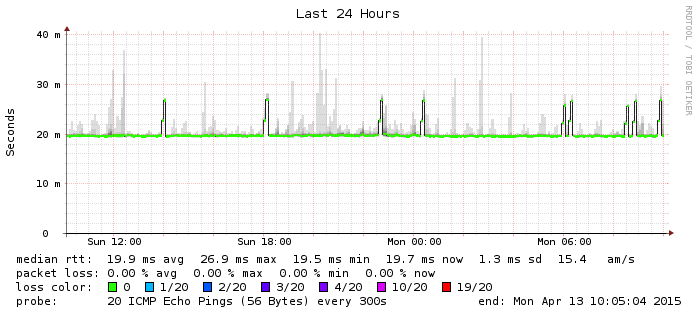 Last 24 Hours
RRDTOOL / TOBI OETIKER
Seconds
40 m
30 m
20 m
10 m
0
Sun 12:00 Sun 18:00 Mon 00:00 Mon 06:00
median rtt: 19.9 ms avg 26.9 ms max 19.5 ms min 19.7 ms now 1.3 ms sd 15.4 am/s
packet loss: 0.00 % avg 0.00 % max 0.00 % min 0.00 % now
loss color: 0 1/20 2/20 3/20 4/20 10/20 19/20
probe: 20 ICMP Echo Pings (56 Bytes) every 300s end: Mon Apr 13 10:05:04 2015